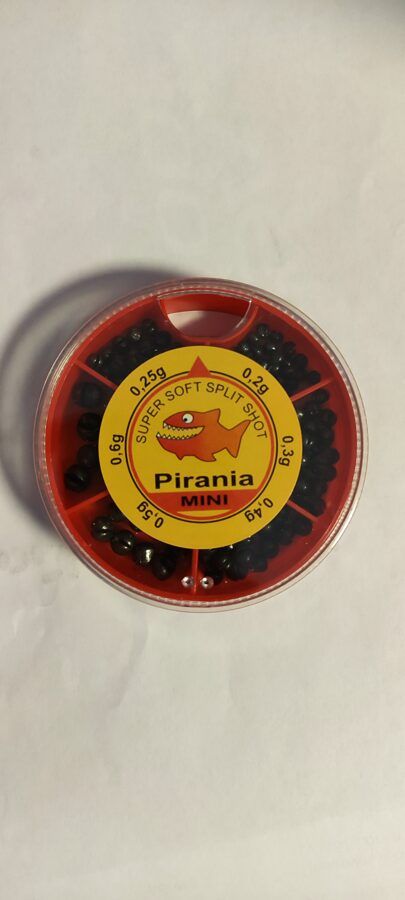 SUPER SOFT SPLIT SHOT
Pirania
MINI
0,2g
0,3g
0,4g
0,5g
0,6g
0,25g